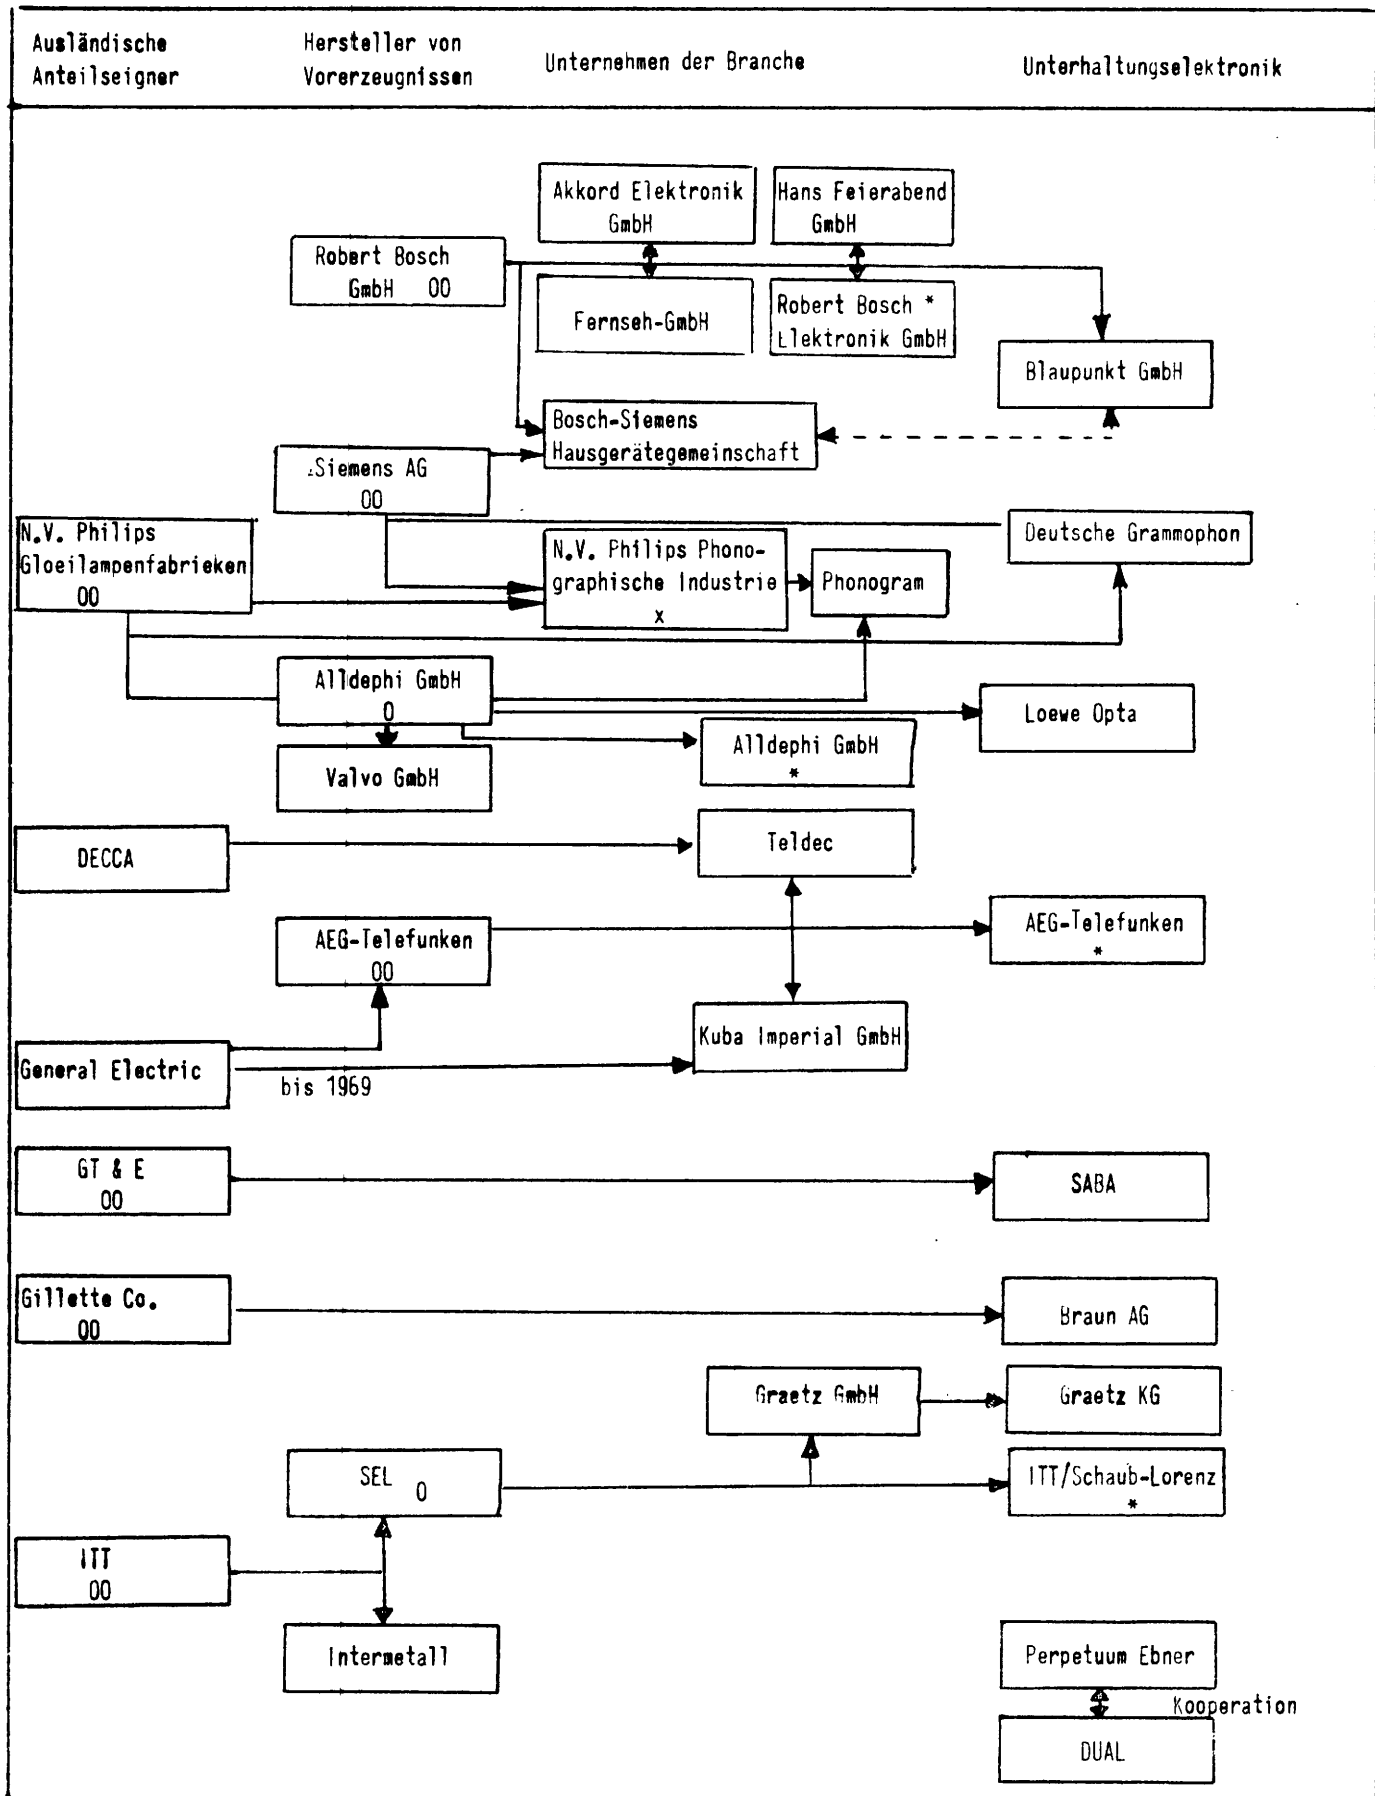 Ausländische
Anteilseigner
Hersteller von
Vorerzeugnissen
Unternehmen der Branche
Unterhaltungselektronik
Akkord Elektronik
GmbH
Hans Feierabend
GmbH
Robert Bosch
GmbH 00
Fernseh-GmbH
Robert Bosch *
Elektronik GmbH
Blaupunkt GmbH
Bosch-Siemens
Hausgerätegemeinschaft
Siemens AG
00
N.V. Philips
Gloeilampenfabrieken
00
N.V. Philips Phono-
graphische Industrie
x
Phonogram
Deutsche Grammophon
Alldephi GmbH
0
Loewe Opta
Alldephi GmbH
*
Valvo GmbH
DECCA
Teldec
AEG-Telefunken
00
AEG-Telefunken
*
Kuba Imperial GmbH
General Electric
bis 1969
GT & E
00
SABA
Gillette Co.
00
Braun AG
Graetz GmbH
Graetz KG
SEL
0
ITT/Schaub-Lorenz
*
ITT
00
Intermetall
Perpetuum Ebner
Kooperation
DUAL